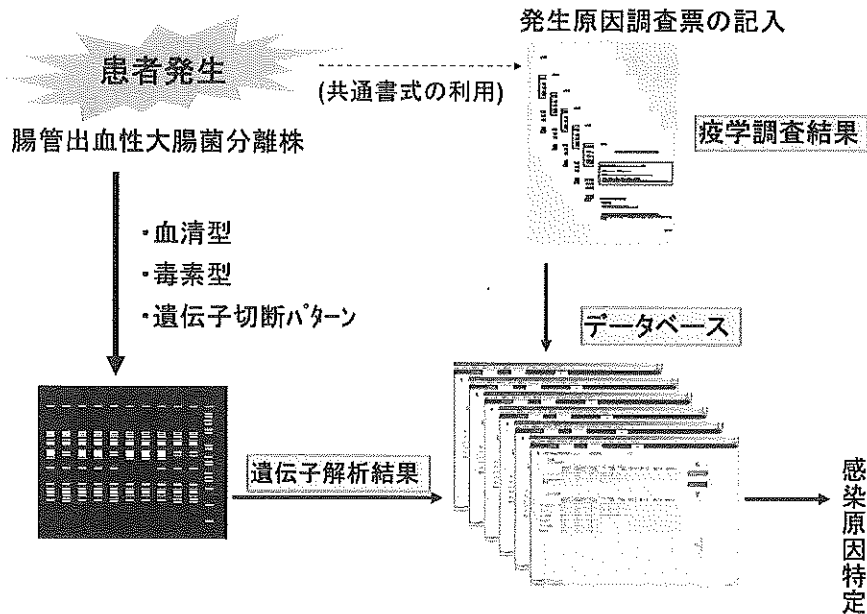 発生原因調査票の記入
患者発生
(共通書式の利用)
腸管出血性大腸菌分離株
疫学調査結果
・血清型
・毒素型
・遺伝子切断パターン
データベース
遺伝子解析結果
感染原因特定